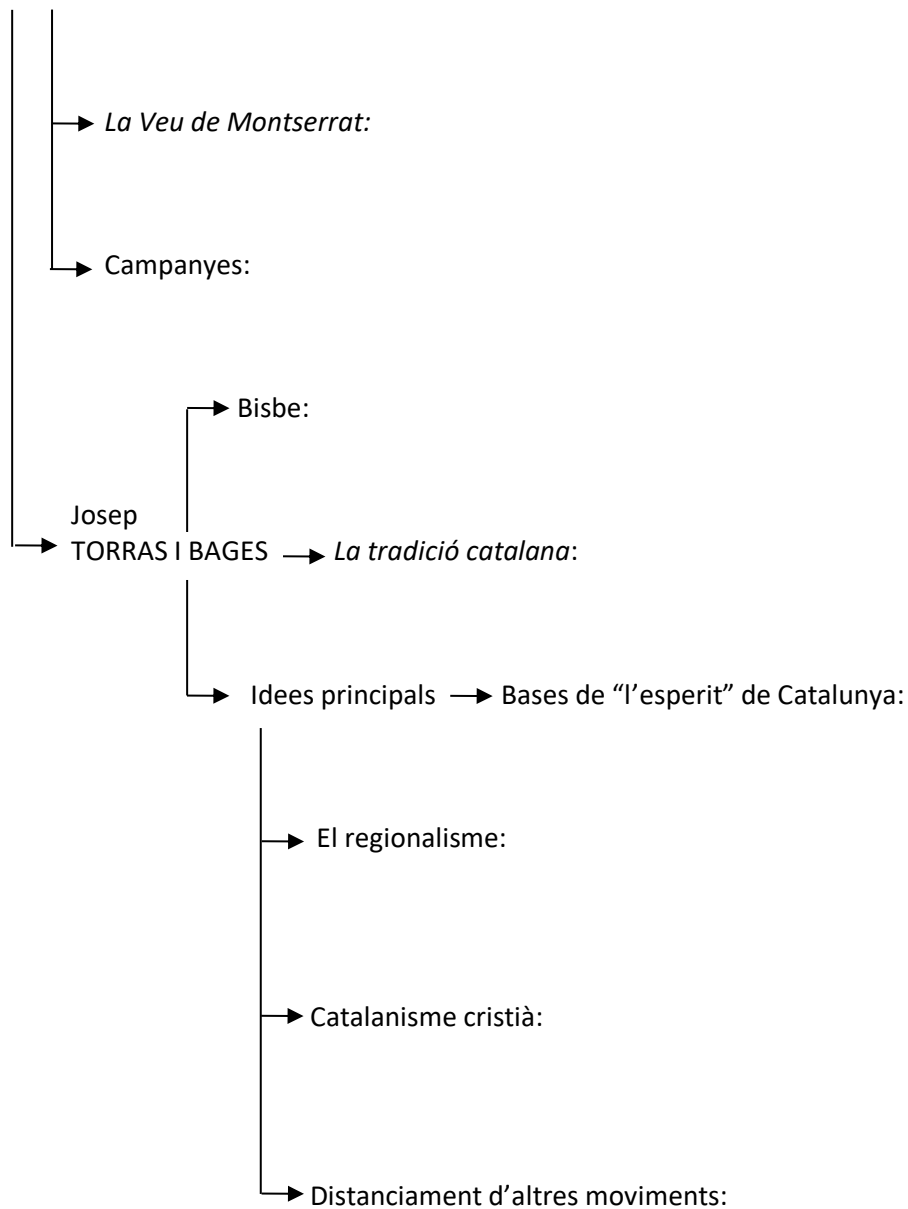 La Veu de Montserrat:
Campanyes:
Bisbe:
Josep
TORRAS I BAGES
La tradició catalana:
Idees principals
Bases de “l’esperit” de Catalunya:
El regionalisme:
Catalanisme cristià:
Distanciament d’altres moviments: